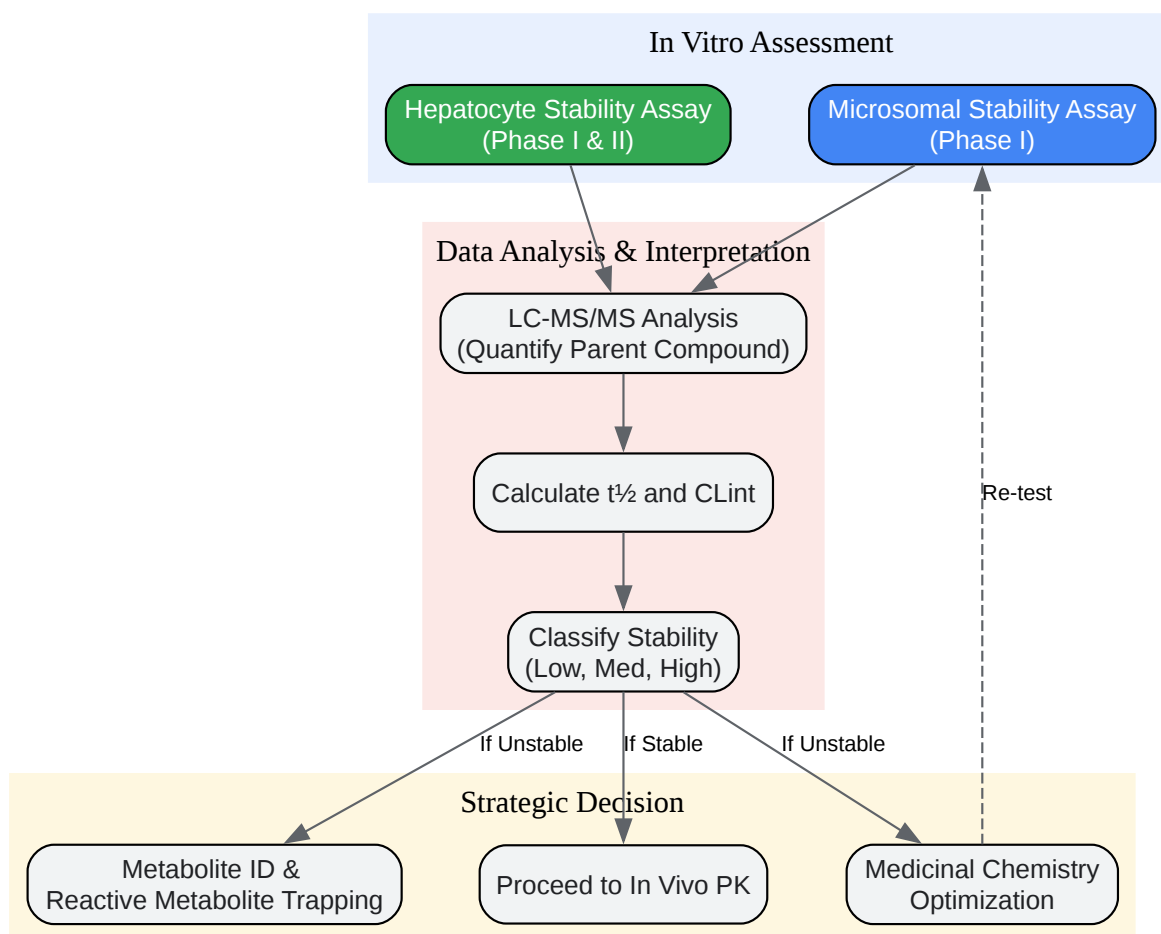 In Vitro Assessment
Hepatocyte Stability Assay
(Phase I & II)
Microsomal Stability Assay
(Phase I)
Data Analysis & Interpretation
LC-MS/MS Analysis
(Quantify Parent Compound)
Calculate t½ and CLint
Re-test
Classify Stability
(Low, Med, High)
If Unstable
If Stable
If Unstable
Strategic Decision
Metabolite ID &
Reactive Metabolite Trapping
Proceed to In Vivo PK
Medicinal Chemistry
Optimization